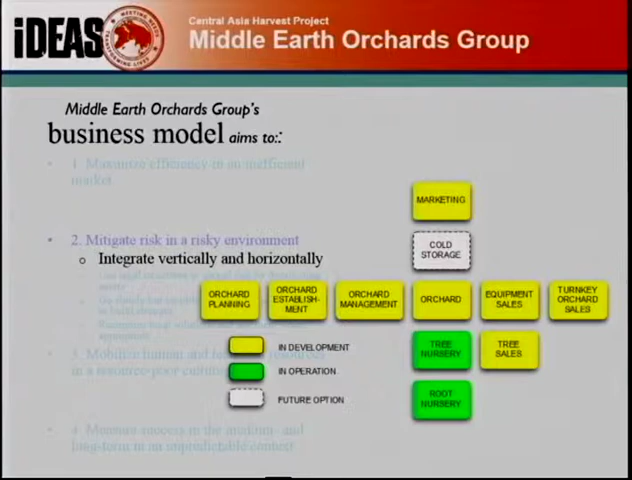 iDEAS
MEETING NEEDS
TRANSFORMING LIVES
Central Asia Harvest Project
Middle Earth Orchards Group
Middle Earth Orchards Group's
business model aims to::
• 1. Maximize efficiency in an inefficient
market
• 2. Mitigate risk in a risky environment
o Integrate vertically and horizontally
• 3. Mobilize human and
in a resource-poor
• 4. Measure success in the medium- and
long-term in an unpredictable context
MARKETING
COLD
STORAGE
ORCHARD
PLANNING
ORCHARD
ESTABLISH-
MENT
ORCHARD
MANAGEMENT
ORCHARD
EQUIPMENT
SALES
TURNKEY
ORCHARD
SALES
TREE
NURSERY
TREE
SALES
ROOT
NURSERY
IN DEVELOPMENT
IN OPERATION
FUTURE OPTION